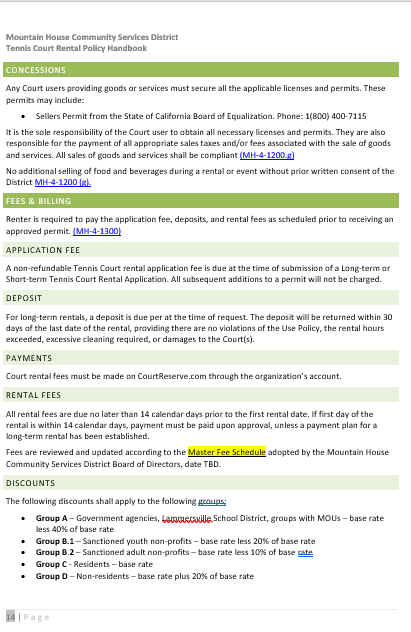 Mountain House Community Services District
Tennis Court Rental Policy Handbook
CONCESSIONS
Any Court users providing goods or services must secure all the applicable licenses and permits. These
permits may include:
• Sellers Permit from the State of California Board of Equalization. Phone: 1(800) 400-7115
It is the sole responsibility of the Court user to obtain all necessary licenses and permits. They are also
responsible for the payment of all appropriate sales taxes and/or fees associated with the sale of goods
and services. All sales of goods and services shall be compliant (MH-4-1200.g)
No additional selling of food and beverages during a rental or event without prior written consent of the
District MH-4-1200 (g).
FEES & BILLING
Renter is required to pay the application fee, deposits, and rental fees as scheduled prior to receiving an
approved permit. (MH-4-1300)
APPLICATION FEE
A non-refundable Tennis Court rental application fee is due at the time of submission of a Long-term or
Short-term Tennis Court Rental Application. All subsequent additions to a permit will not be charged.
DEPOSIT
For long-term rentals, a deposit is due per at the time of request. The deposit will be returned within 30
days of the last date of the rental, providing there are no violations of the Use Policy, the rental hours
exceeded, excessive cleaning required, or damages to the Court(s).
PAYMENTS
Court rental fees must be made on CourtReserve.com through the organization's account.
RENTAL FEES
All rental fees are due no later than 14 calendar days prior to the first rental date. If first day of the
rental is within 14 calendar days, payment must be paid upon approval, unless a payment plan for a
long-term rental has been established.
Fees are reviewed and updated according to the Master Fee Schedule adopted by the Mountain House
Community Services District Board of Directors, date TBD.
DISCOUNTS
The following discounts shall apply to the following groups:
• Group A – Government agencies, Lammersville School District, groups with MOUs – base rate
less 40% of base rate
• Group B.1 – Sanctioned youth non-profits – base rate less 20% of base rate
• Group B.2 – Sanctioned adult non-profits – base rate less 10% of base rate
• Group C - Residents – base rate
• Group D – Non-residents – base rate plus 20% of base rate
14 | Page